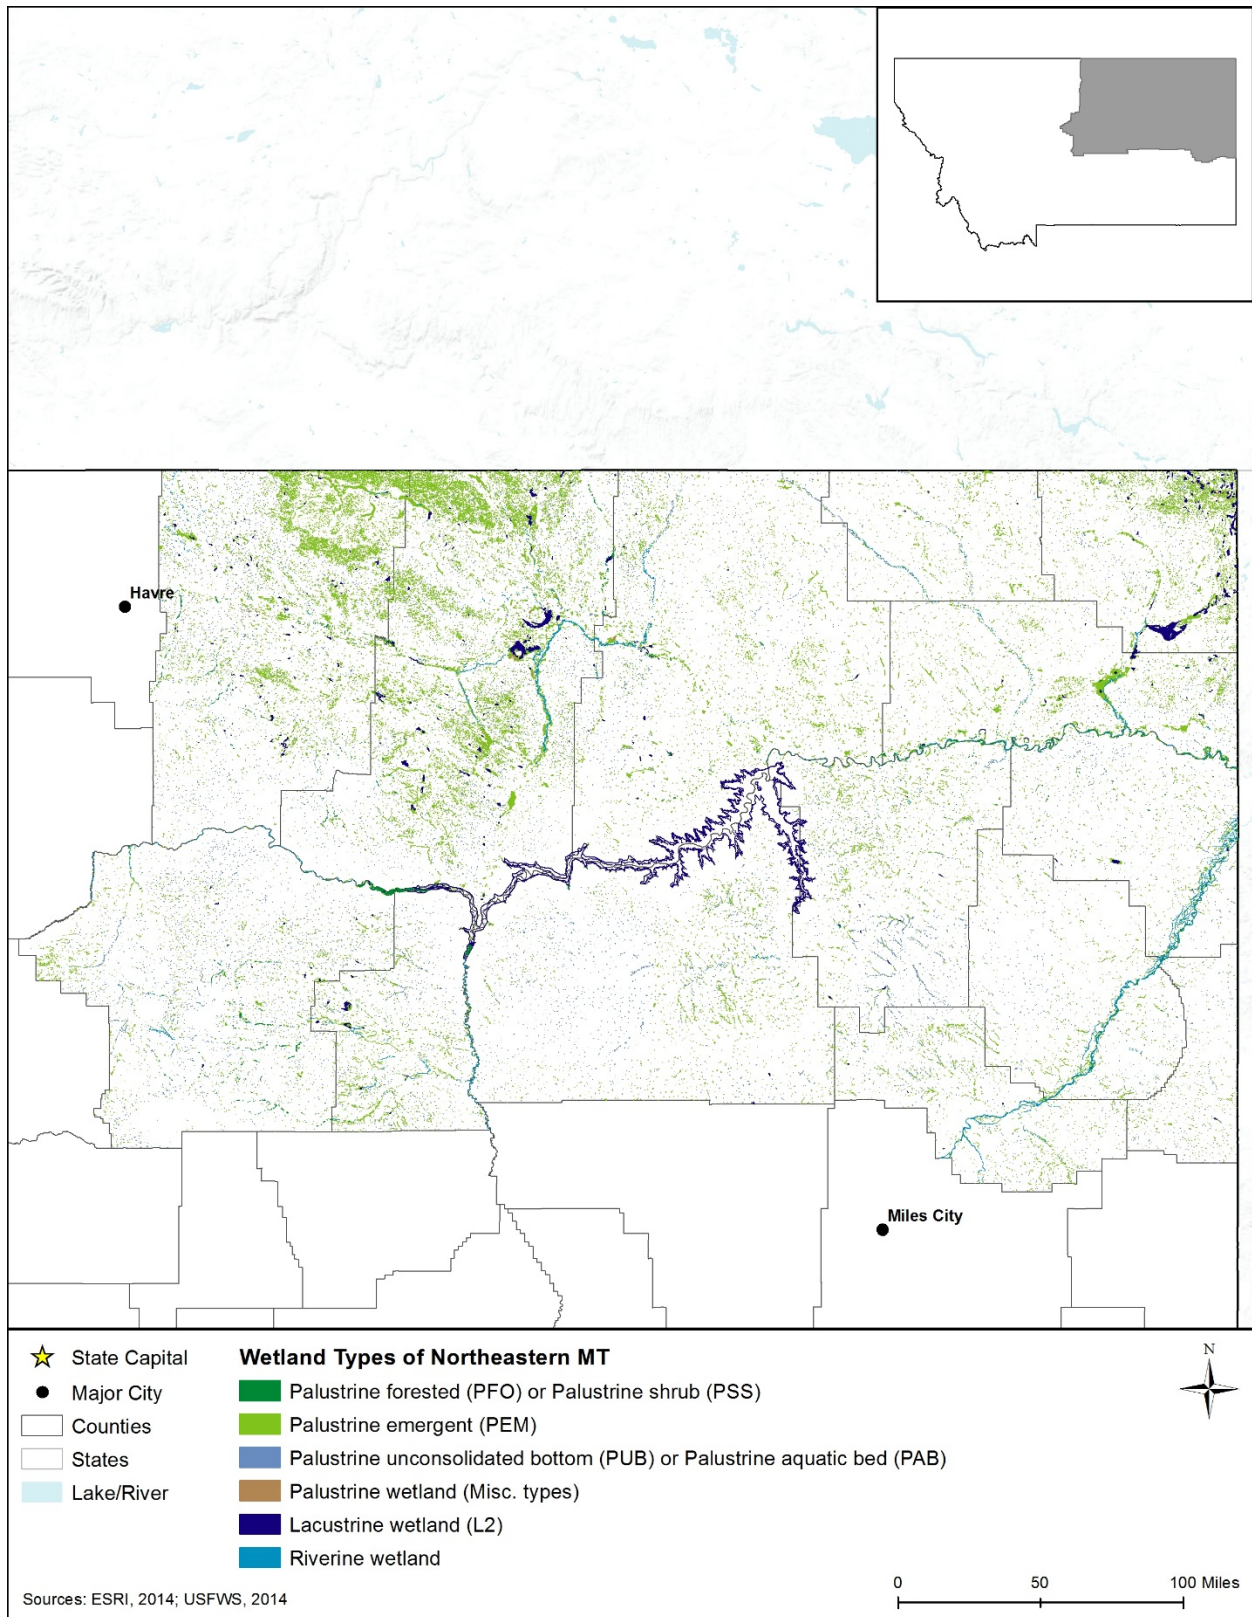 Havre
Miles City
State Capital
Major City
Counties
States
Lake/River
Wetland Types of Northeastern MT
Palustrine forested (PFO) or Palustrine shrub (PSS)
Palustrine emergent (PEM)
Palustrine unconsolidated bottom (PUB) or Palustrine aquatic bed (PAB)
Palustrine wetland (Misc. types)
Lacustrine wetland (L2)
Riverine wetland
N
0 50 100 Miles
Sources: ESRI, 2014; USFWS, 2014